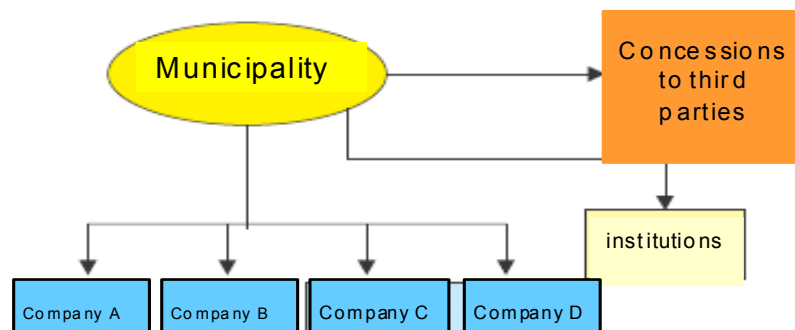 Municipality
Concessions
to third
parties
institutions
Company A
Company B
Company C
Company D